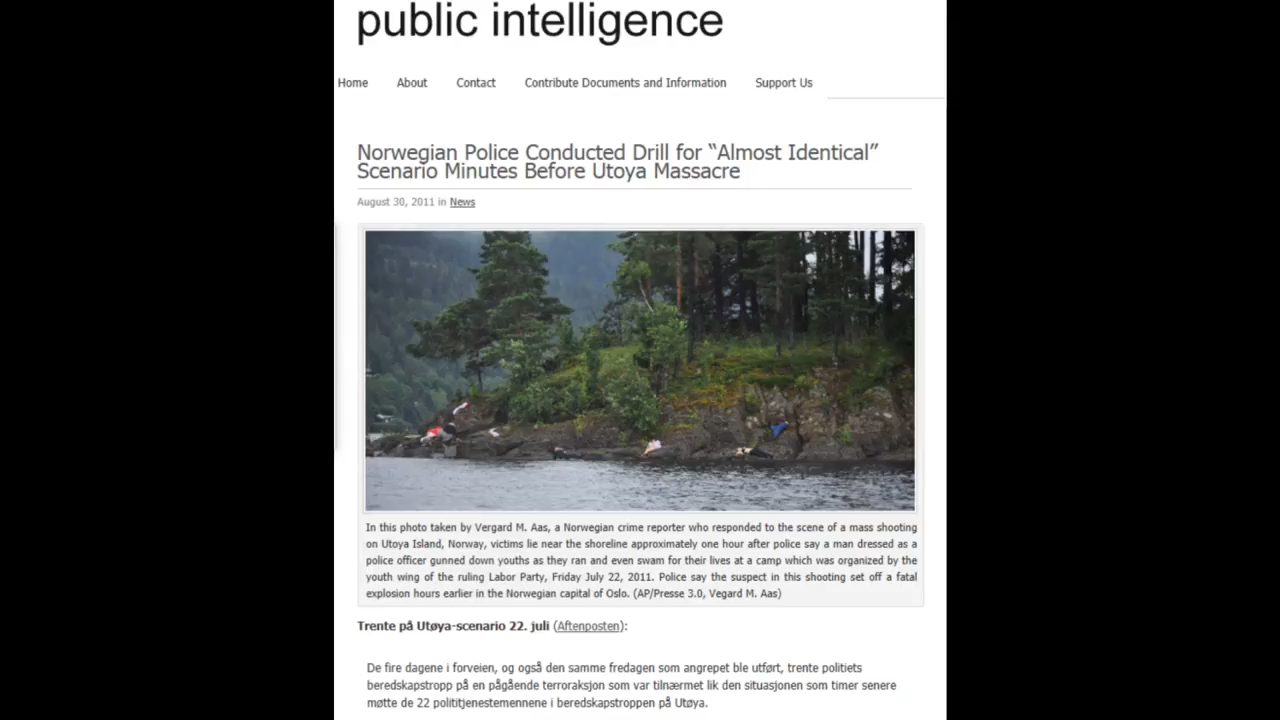 public intelligence
Home About Contact Contribute Documents and Information Support Us
Norwegian Police Conducted Drill for “Almost Identical”
Scenario Minutes Before Utoya Massacre
August 30, 2011 in News
In this photo taken by Vergard M. Aas, a Norwegian crime reporter who responded to the scene of a mass shooting
on Utoya Island, Norway, victims lie near the shoreline approximately one hour after police say a man dressed as a
police officer gunned down youths as they ran and even swam for their lives at a camp which was organized by the
youth wing of the ruling Labor Party, Friday July 22, 2011. Police say the suspect in this shooting set off a fatal
explosion hours earlier in the Norwegian capital of Oslo. (AP/Presse 3.0, Vegard M. Aas)
Trente på Utøya-scenario 22. juli (Aftenposten):
De fire dagene i forveien, og også den samme fredagen som angrepet ble utført, trente politiets
beredskapstropp på en pågående terroraksjon som var tilnærmet lik den situasjonen som timer senere
møtte de 22 polititjenestemennene i beredskapstroppen på Utøya.